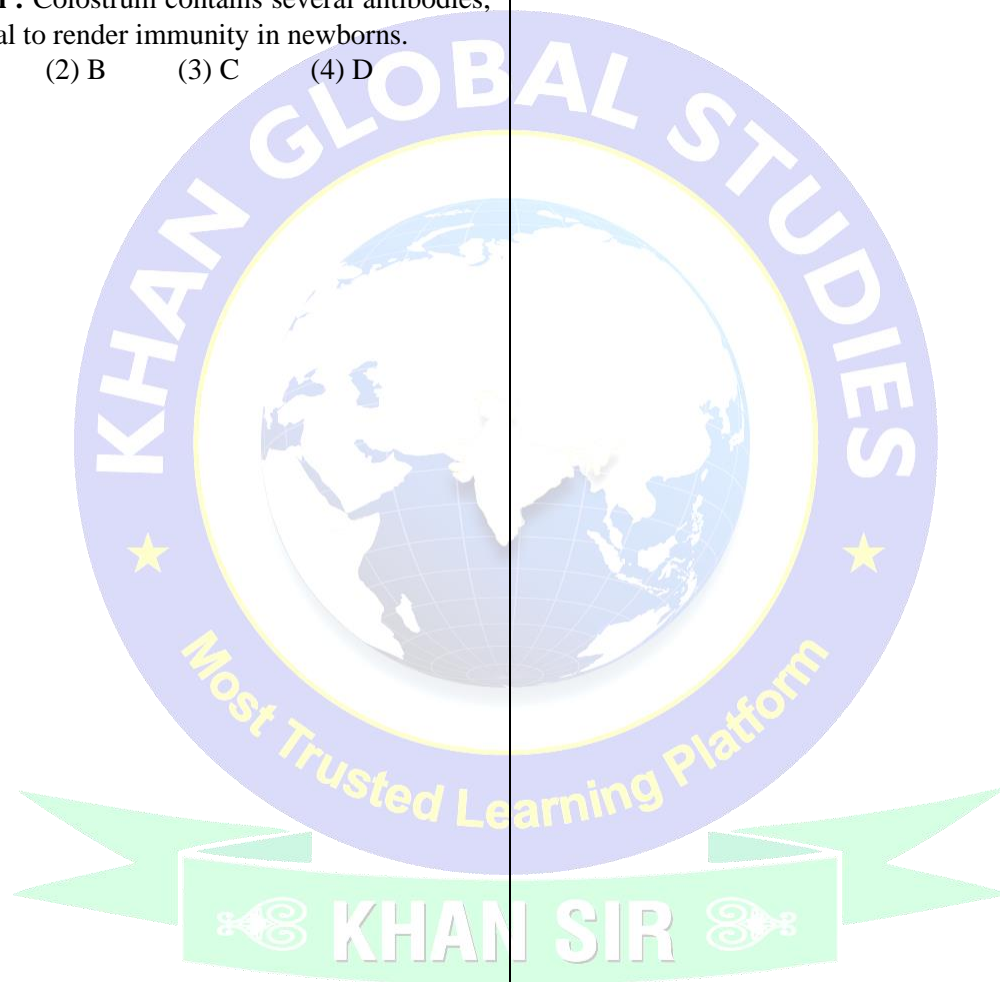 : Colostrum contains several antibodies,
al to render immunity in newborns.
(2) B (3) C (4) D
KHAN GLOBAL STUDIES
Most Trusted Learning Platform
KHAN SIR